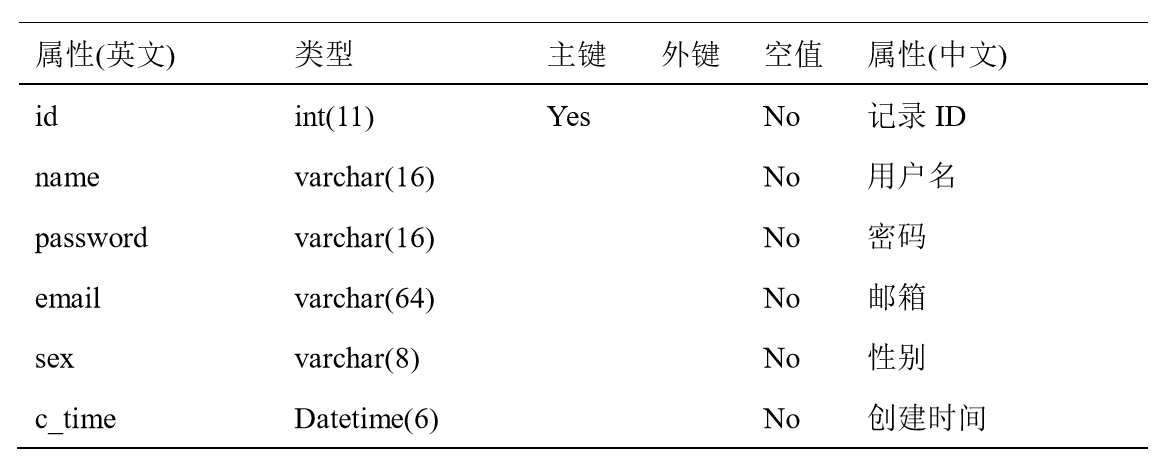 属性(英文) 类型 主键 外键 空值 属性(中文)
id int(11) Yes No 记录 ID
name varchar(16) No 用户名
password varchar(16) No 密码
email varchar(64) No 邮箱
sex varchar(8) No 性别
c_time Datetime(6) No 创建时间